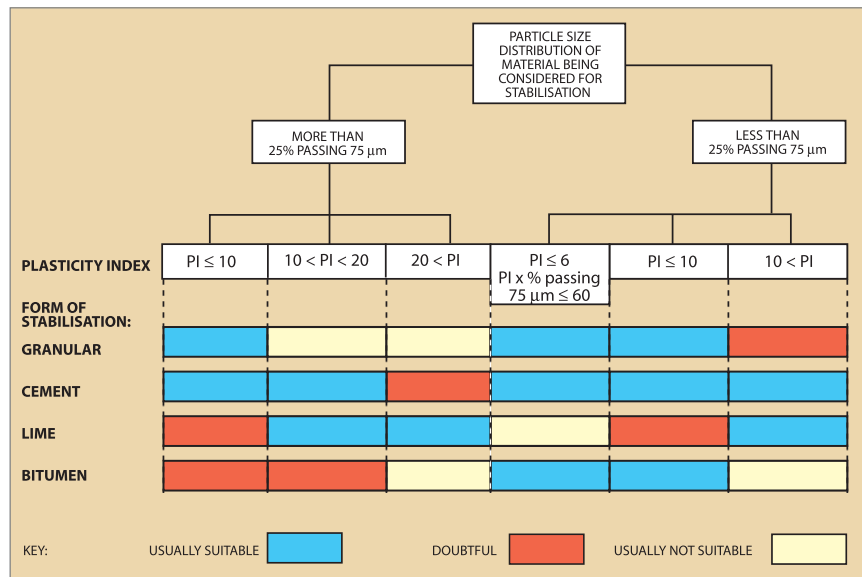 PARTICLE SIZE
DISTRIBUTION OF
MATERIAL BEING
CONSIDERED FOR
STABILISATION
MORE THAN
25% PASSING 75 µm
LESS THAN
25% PASSING 75 µm
PLASTICITY INDEX
PI ≤ 10
10 < PI < 20
20 < PI
PI ≤ 6
PI x % passing
75 µm ≤ 60
PI ≤ 10
10 < PI
FORM OF
STABILISATION:
GRANULAR
CEMENT
LIME
BITUMEN
KEY:
USUALLY SUITABLE
DOUBTFUL
USUALLY NOT SUITABLE